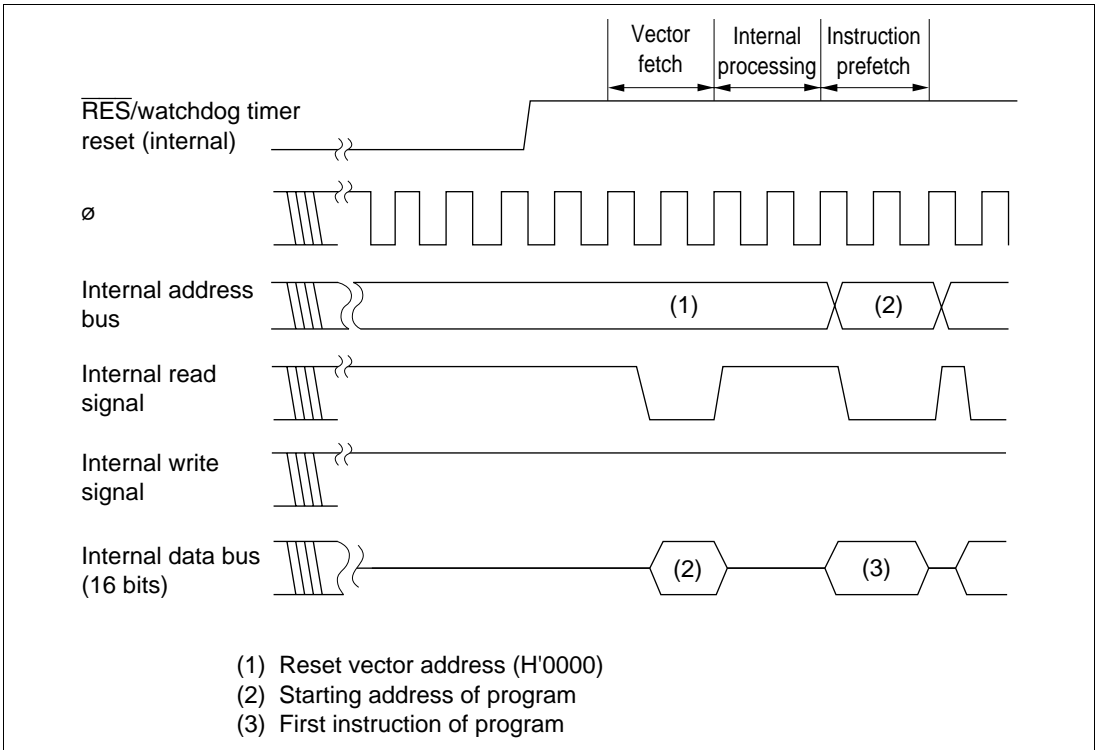 Vector
fetch
Internal
processing
Instruction
prefetch
RES/watchdog timer
reset (internal)
ø
Internal address
bus
(1)
(2)
Internal read
signal
Internal write
signal
Internal data bus
(16 bits)
(2)
(3)
(1) Reset vector address (H'0000)
(2) Starting address of program
(3) First instruction of program